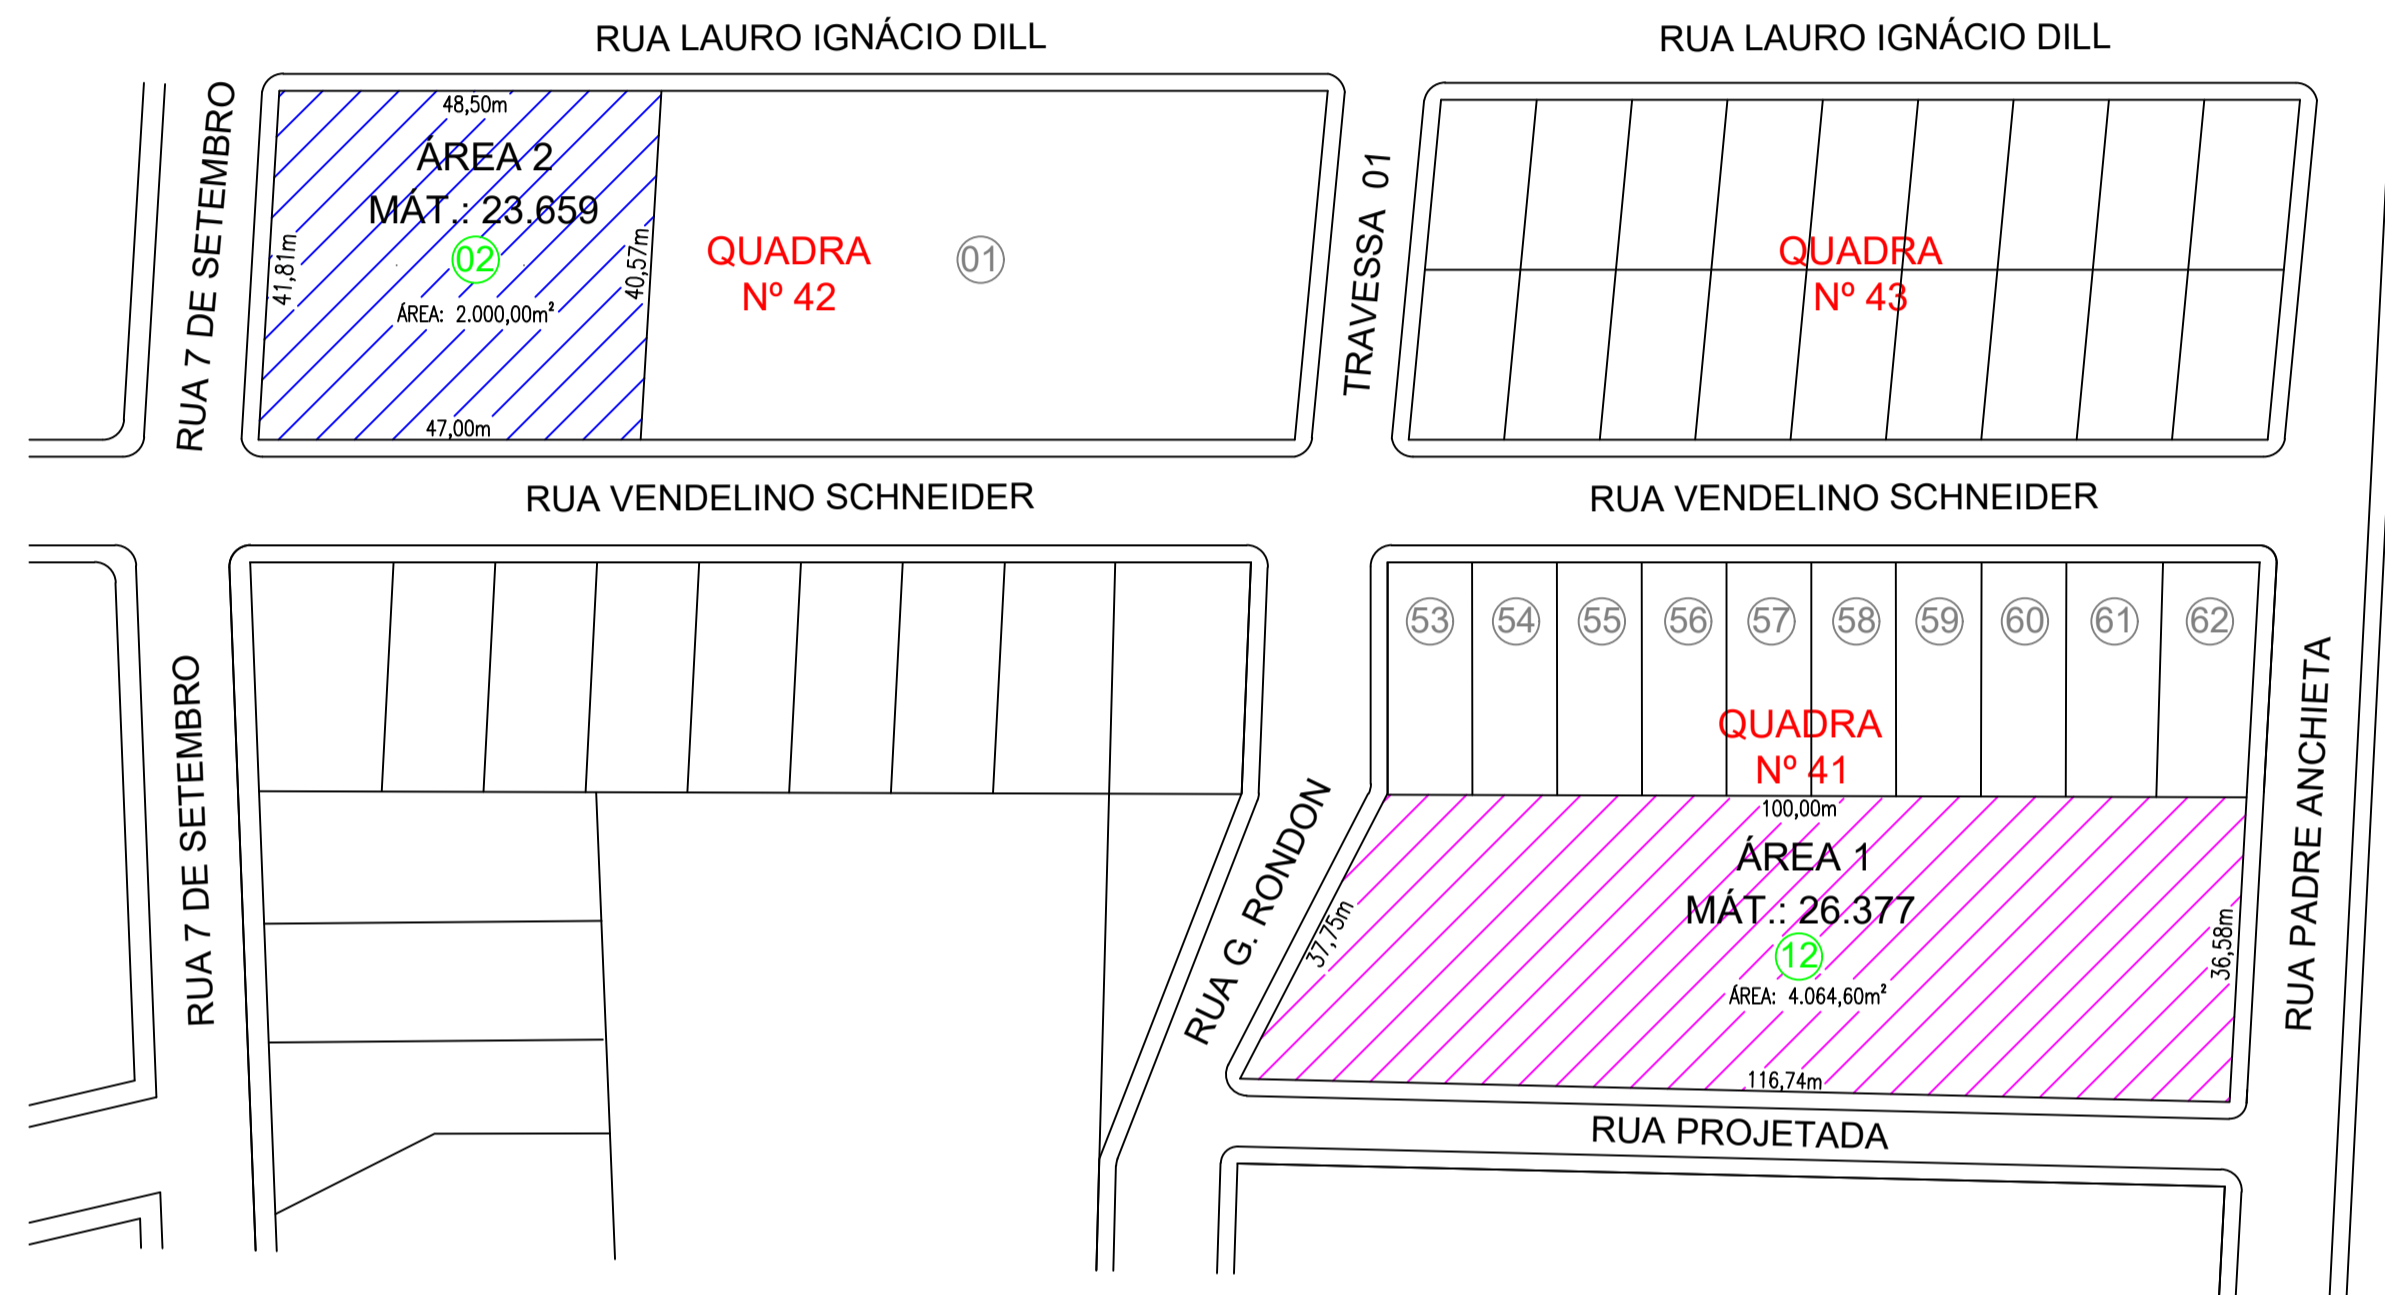 RUA LAURO IGNÁCIO DILL
RUA LAURO IGNÁCIO DILL
RUA 7 DE SETEMBRO
48,50m
ÁREA 2
MÁT.: 23.659
02
ÁREA: 2.000,00m²
41,81m
40,57m
47,00m
QUADRA
Nº 42
01
TRAVESSA 01
QUADRA
Nº 43
RUA VENDELINO SCHNEIDER
RUA VENDELINO SCHNEIDER
RUA 7 DE SETEMBRO
53
54
55
56
57
58
59
60
61
62
QUADRA
Nº 41
RUA G. RONDON
100,00m
ÁREA 1
MÁT.: 26.377
12
ÁREA: 4.064,60m²
37,75m
36,58m
116,74m
RUA PADRE ANCHIETA
RUA PROJETADA